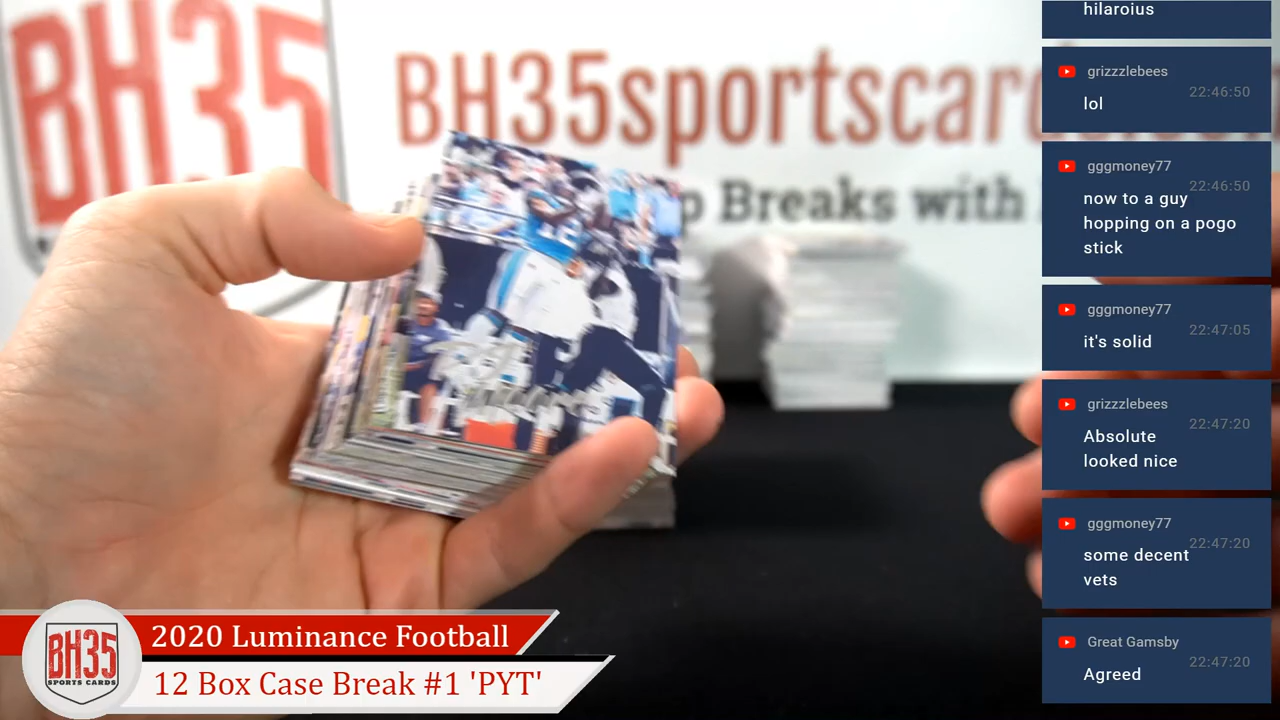 BH35
BH35sportscards.com
p Breaks with
hilaroius
grizzzlebees
22:46:50
lol
gggmoney77
22:46:50
now to a guy
hopping on a pogo
stick
gggmoney77
22:47:05
it's solid
grizzzlebees
22:47:20
Absolute
looked nice
gggmoney77
22:47:20
some decent
vets
Great Gamsby
22:47:20
Agreed
BH35
SPORTS CARDS
2020 Luminance Football
12 Box Case Break #1 'PYT'